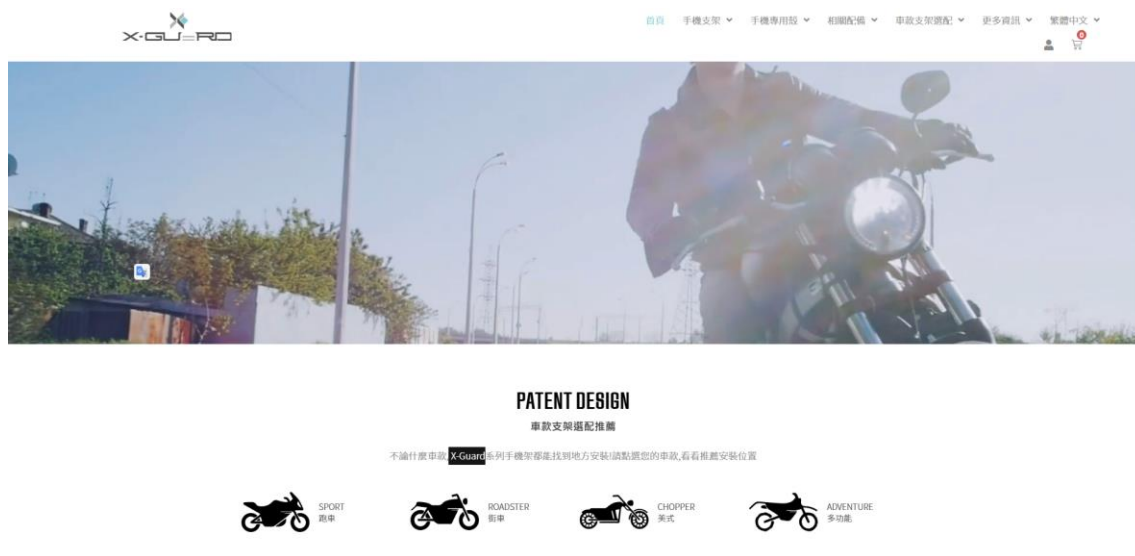 X-GUARD
首頁 手機支架 手機專用殼 相關配備 車款支架選配 更多資訊 繁體中文
0
PATENT DESIGN
車款支架選配推薦
不論什麼車款,X-Guard系列手機架都能找到地方安裝!請點選您的車款,看看推薦安裝位置
SPORT
跑車
ROADSTER
街車
CHOPPER
美式
ADVENTURE
多功能